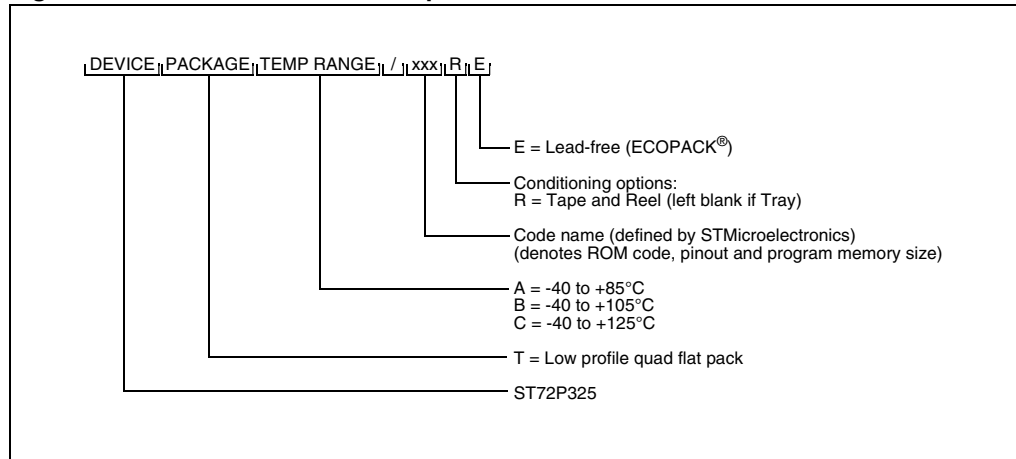 DEVICE PACKAGE TEMP RANGE / xxx R E
E = Lead-free (ECOPACK®)
Conditioning options:
R = Tape and Reel (left blank if Tray)
Code name (defined by STMicroelectronics)
(denotes ROM code, pinout and program memory size)
A = -40 to +85°C
B = -40 to +105°C
C = -40 to +125°C
T = Low profile quad flat pack
ST72P325